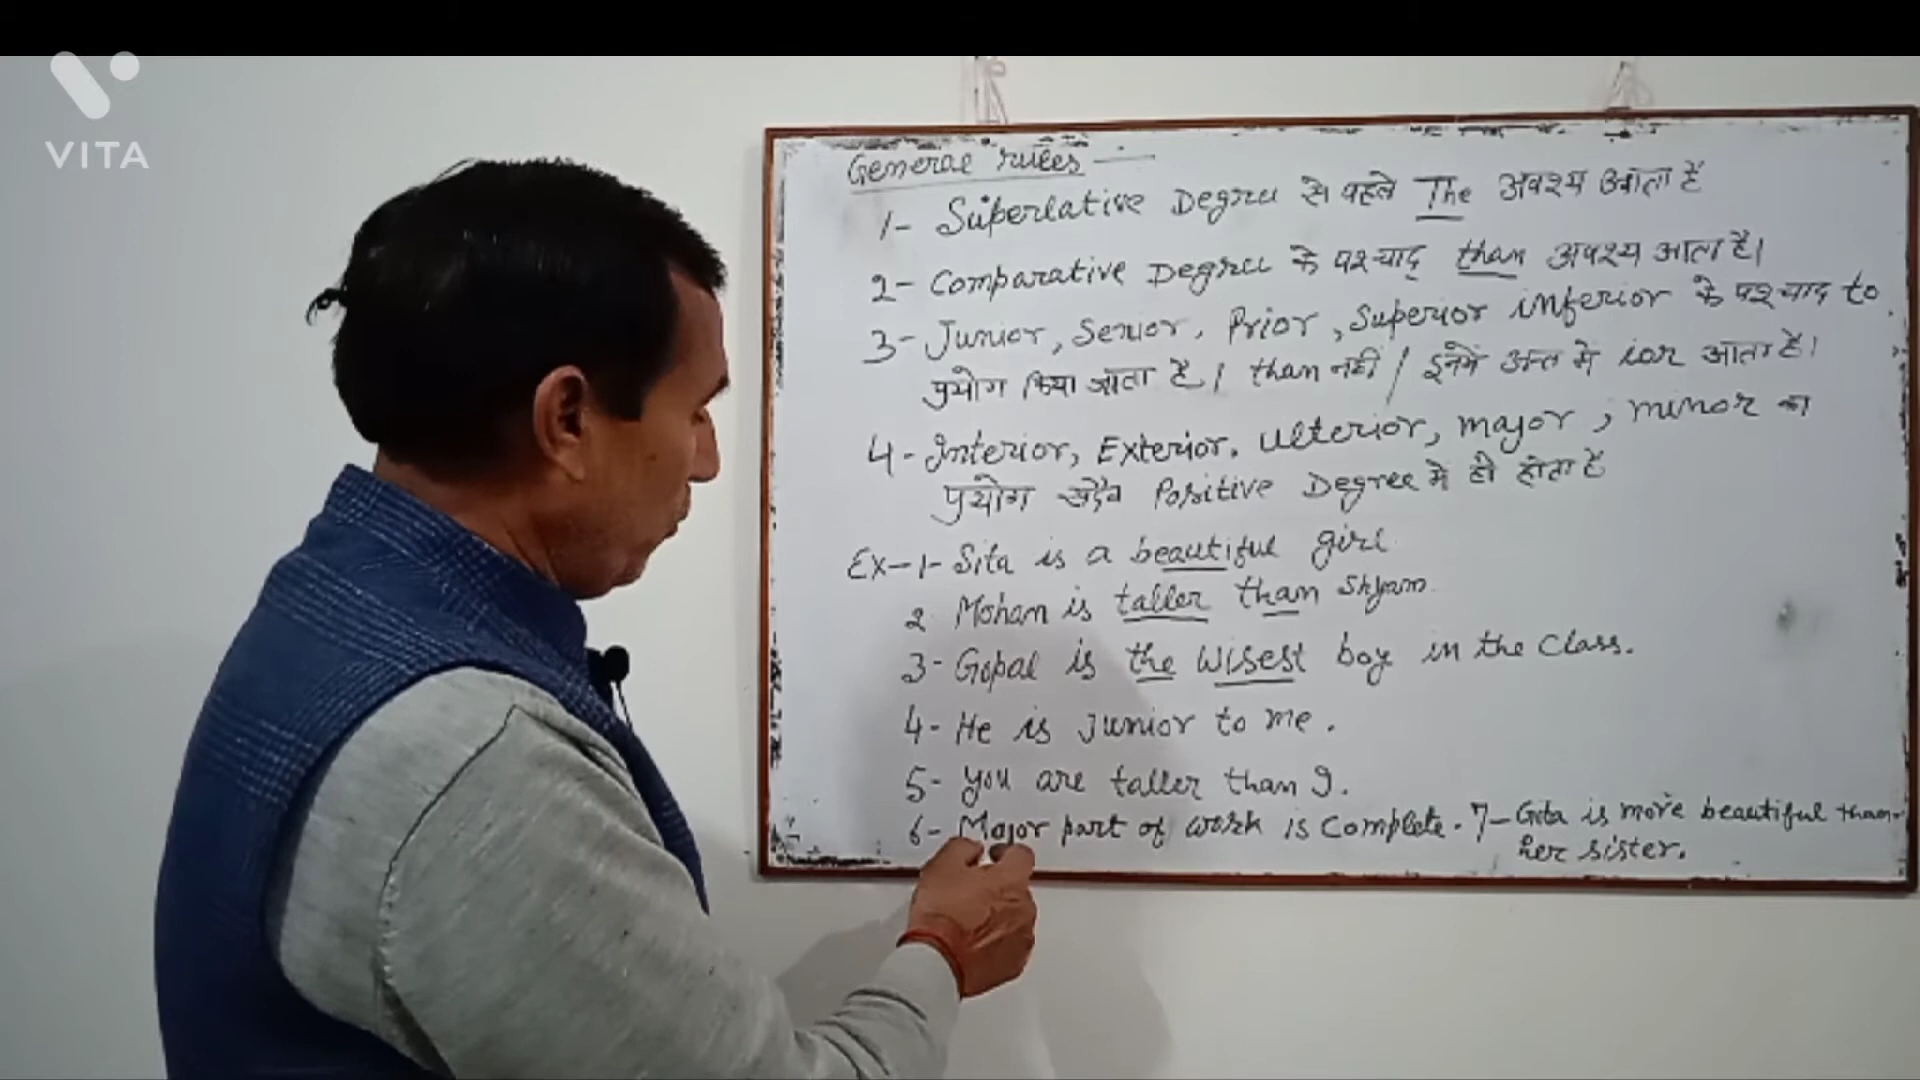 VITA
General rules
1- Superlative Degree से पहले The अवश्य आता है
2- Comparative Degree के पश्चाद् than अवश्य आता है।
3- Junior, Senior, Prior, Superior inferior के पश्चाद to
प्रयोग किया जाता है। than नहीं / इनमें अन्त मे ior आता है।
4- Interior, Exterior, Ulterior, major, minor का
प्रयोग सदैव Positive Degree मे ही होता है
Ex-1- Sita is a beautiful girl
2 Mohan is taller than Shyam.
3- Gopal is the wisest boy in the class.
4- He is junior to me.
5- you are taller than I.
6- Major part of work is complete. 7- Gita is more beautiful than
her sister.